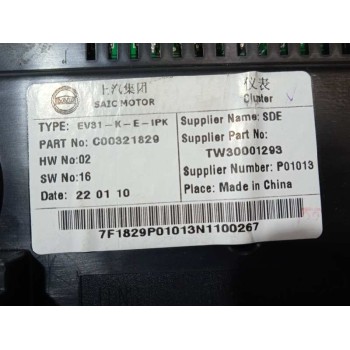 上汽集团
SAIC MOTOR
仪表
Cluster
TYPE: EV31-K-E-IPK
PART No: C00321829
HW No:02
SW No:16
Date: 22 01 10
Supplier Name: SDE
Supplier Part No:
TW30001293
Supplier Number: P01013
Place: Made in China
7F1829P01013N1100267